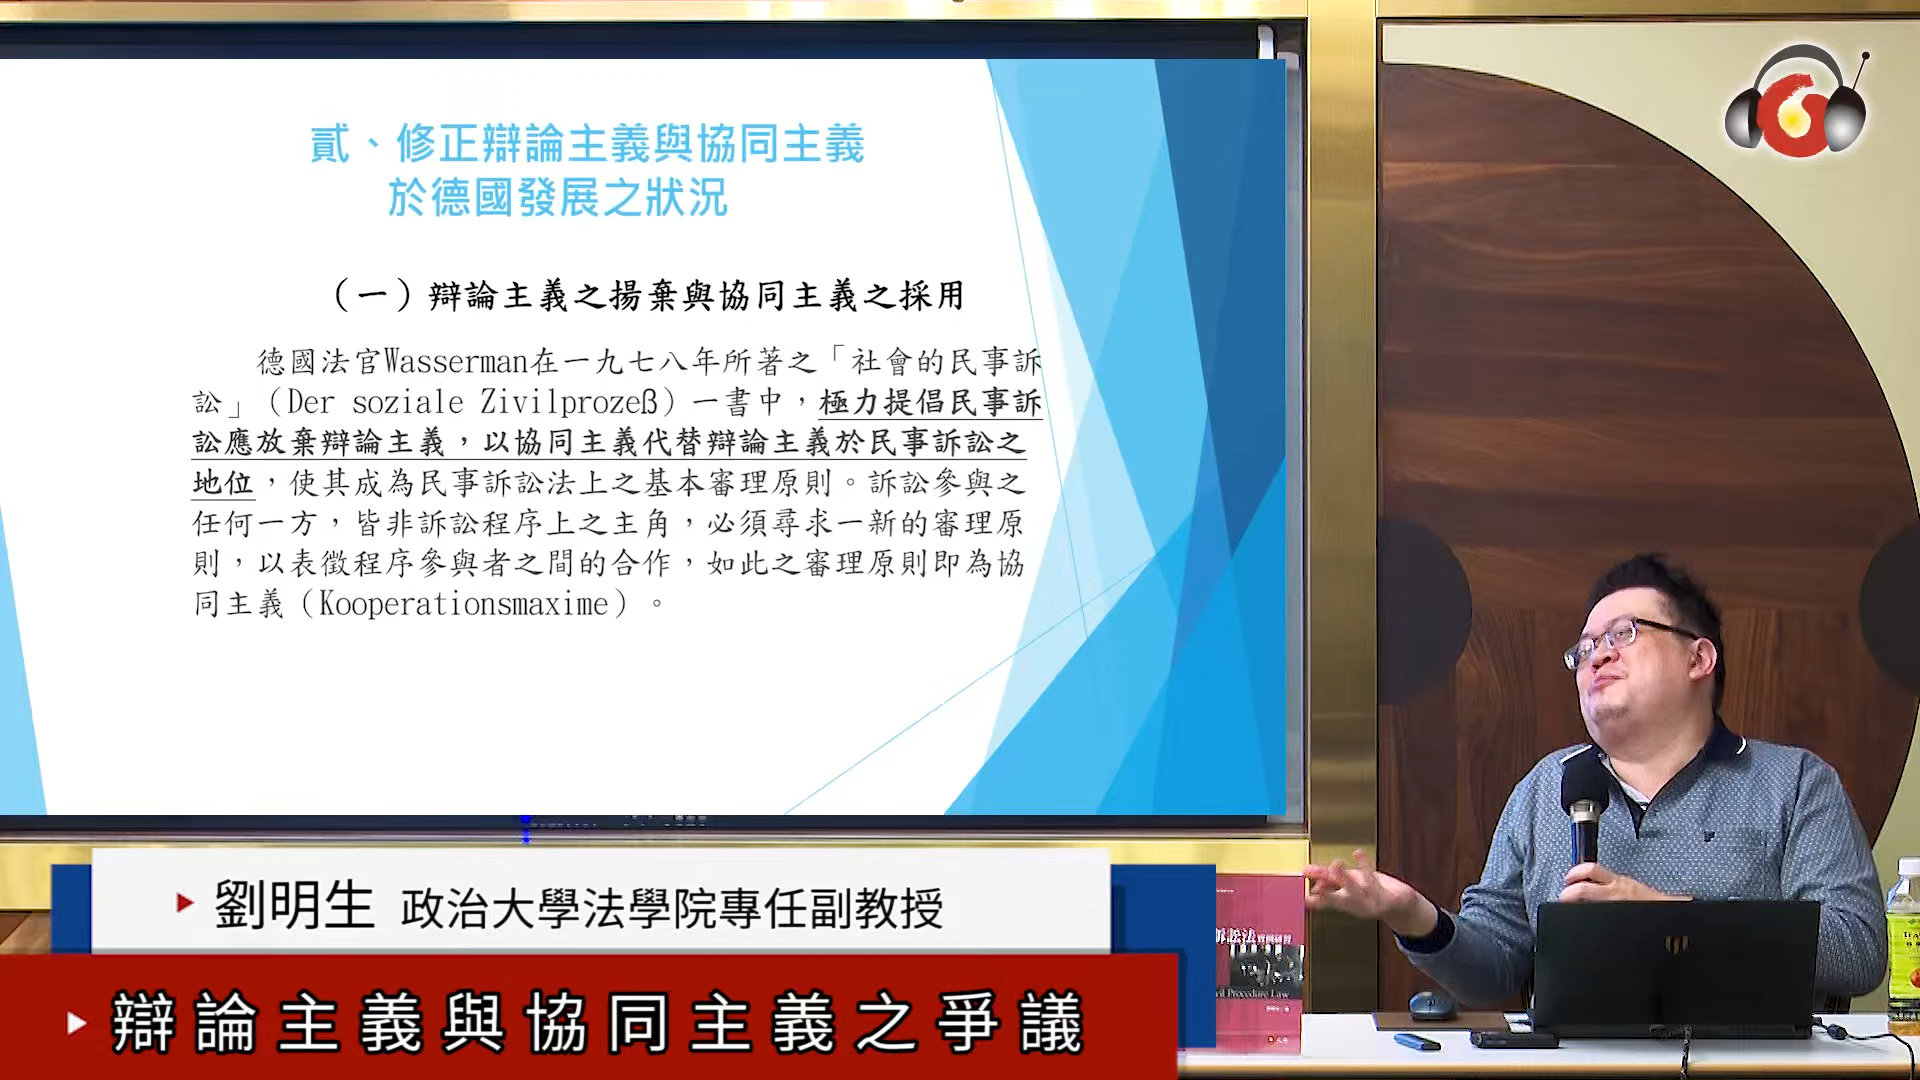 貳、修正辯論主義與協同主義
於德國發展之狀況
（一）辯論主義之揚棄與協同主義之採用
德國法官Wasserman在一九七八年所著之「社會的民事訴
訟」（Der soziale Zivilprozeß）一書中，極力提倡民事訴
訟應放棄辯論主義，以協同主義代替辯論主義於民事訴訟之
地位，使其成為民事訴訟法上之基本審理原則。訴訟參與之
任何一方，皆非訴訟程序上之主角，必須尋求一新的審理原
則，以表徵程序參與者之間的合作，如此之審理原則即為協
同主義（Kooperationsmaxime）。
劉明生 政治大學法學院專任副教授
辯論主義與協同主義之爭議
訴訟法
Procedure Law